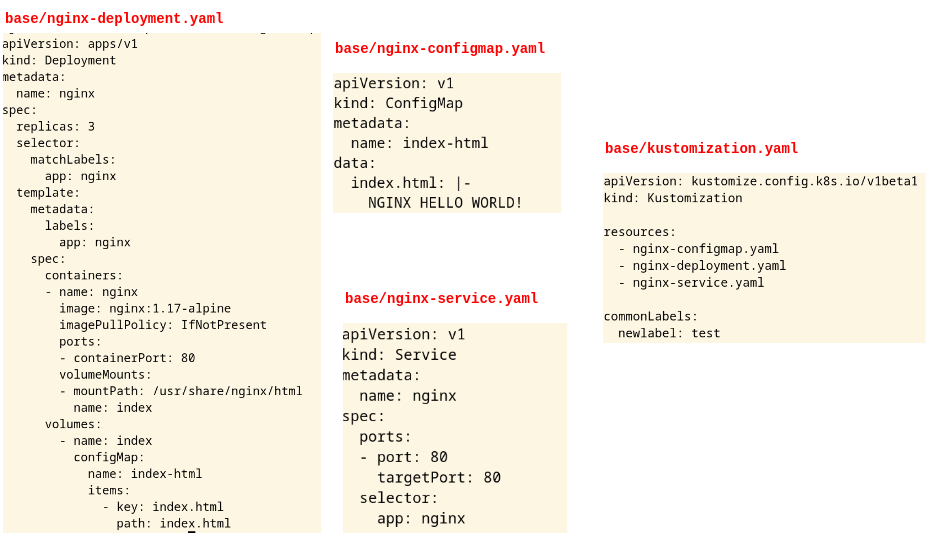 base/nginx-deployment.yaml
apiVersion: apps/v1
kind: Deployment
metadata:
  name: nginx
spec:
  replicas: 3
  selector:
    matchLabels:
      app: nginx
  template:
    metadata:
      labels:
        app: nginx
    spec:
      containers:
      - name: nginx
        image: nginx:1.17-alpine
        imagePullPolicy: IfNotPresent
        ports:
        - containerPort: 80
        volumeMounts:
        - mountPath: /usr/share/nginx/html
          name: index
      volumes:
        - name: index
          configMap:
            name: index-html
            items:
              - key: index.html
                path: index.html
base/nginx-configmap.yaml
apiVersion: v1
kind: ConfigMap
metadata:
  name: index-html
data:
  index.html: |-
    NGINX HELLO WORLD!
base/nginx-service.yaml
apiVersion: v1
kind: Service
metadata:
  name: nginx
spec:
  ports:
  - port: 80
    targetPort: 80
  selector:
    app: nginx
base/kustomization.yaml
apiVersion: kustomize.config.k8s.io/v1beta1
kind: Kustomization
resources:
  - nginx-configmap.yaml
  - nginx-deployment.yaml
  - nginx-service.yaml
commonLabels:
  newlabel: test